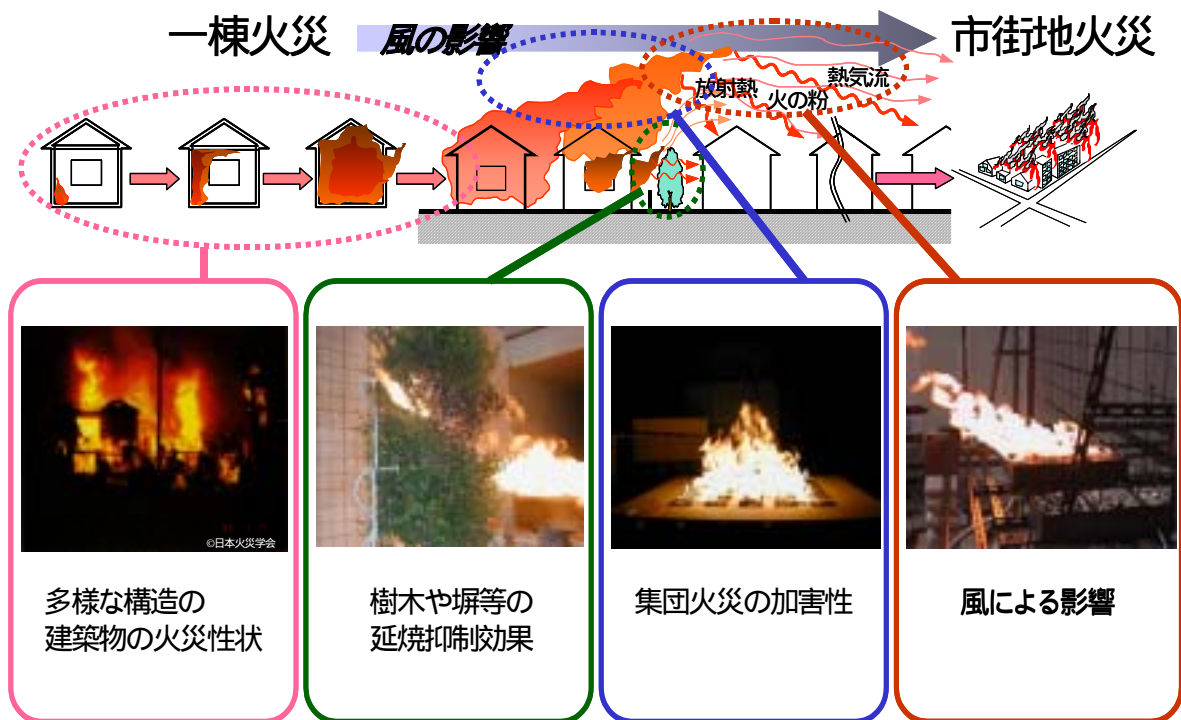 一棟火災
風の影響
市街地火災
放射熱
熱気流
火の粉
©日本火災学会
多様な構造の
建築物の火災性状
樹木や塀等の
延焼抑制効果
集団火災の加害性
風による影響